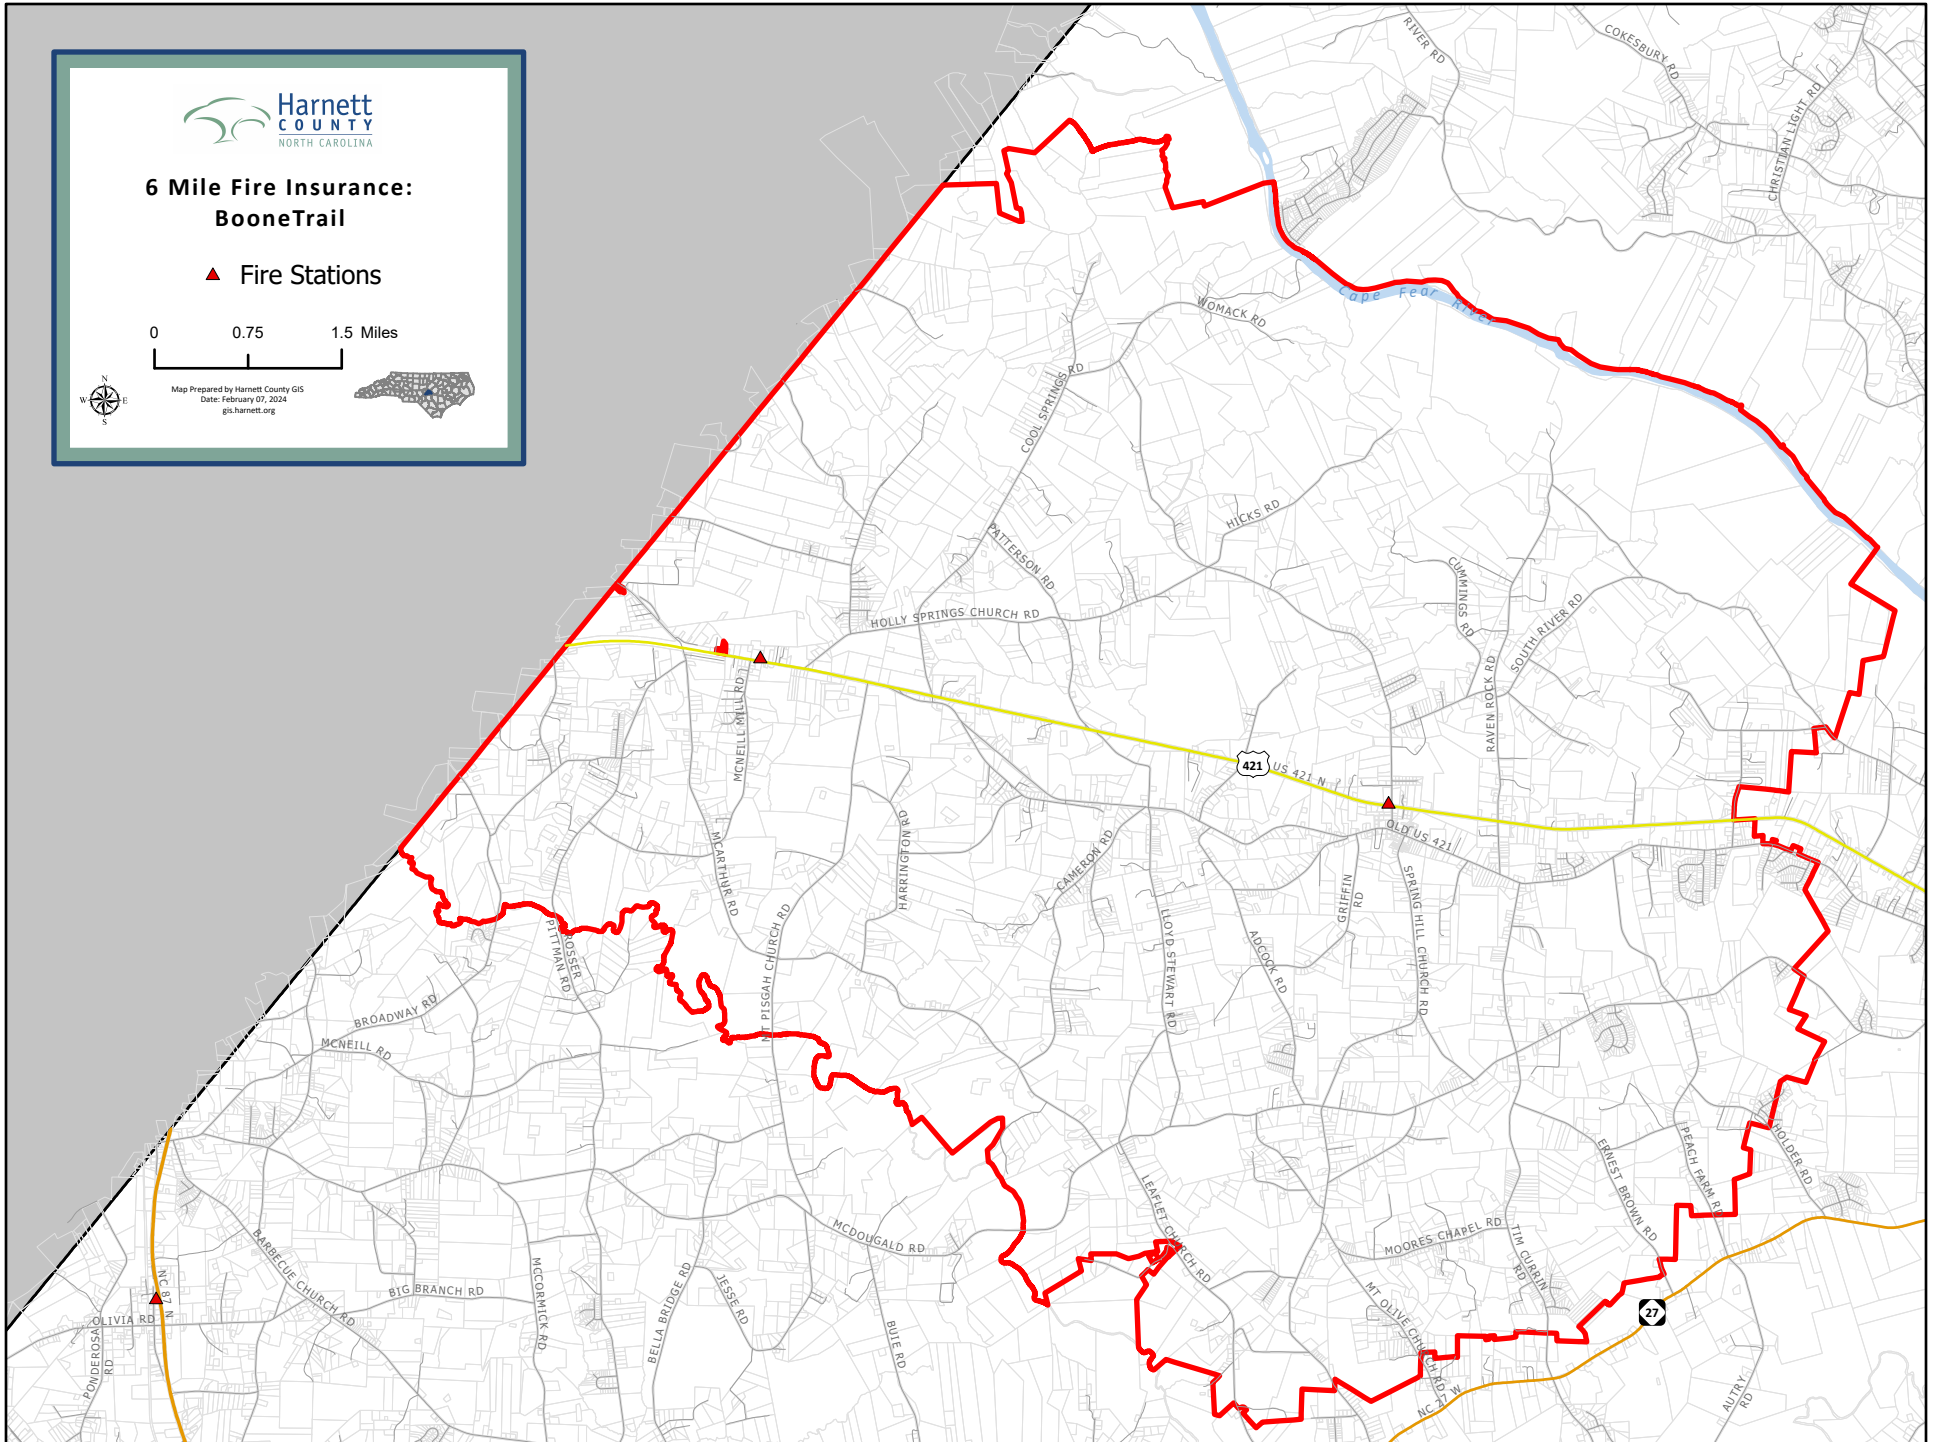 Harnett
COUNTY
NORTH CAROLINA
6 Mile Fire Insurance:
BooneTrail
Fire Stations
0 0.75 1.5 Miles
N
W E
S
Map Prepared by Harnett County GIS
Date: February 07, 2024
gis.harnett.org
RIVER RD
COKESBURY RD
CHRISTIAN LIGHT RD
Cape Fear River
WOMACK RD
COOL SPRINGS RD
HICKS RD
PATTERSON RD
CUMMINGS RD
SOUTH RIVER RD
HOLLY SPRINGS CHURCH RD
RAVEN ROCK RD
MCNEILL MILL RD
421
US 421 N
OLD US 421
HARRINGTON RD
MCARTHUR RD
CAMERON RD
GRIFFIN
RD
SPRING HILL CHURCH RD
LLOYD STEWART RD
ADCOCK RD
MT PISGAH CHURCH RD
ROSSER
PITTMAN RD
BROADWAY RD
MCNEILL RD
HOLDER RD
PEACH FARM RD
ERNEST BROWN RD
LEAFLET CHURCH RD
MOORES CHAPEL RD
TIM CURRIN
RD
MCDOUGALD RD
BARBECUE CHURCH RD
BIG BRANCH RD
MCCORMICK RD
BELLA BRIDGE RD
JESSE RD
BUIE RD
MT OLIVE CHURCH RD
NC 87 N
OLIVIA RD
PONDEROSA
RD
27
NC 27 W
AUTRY
RD